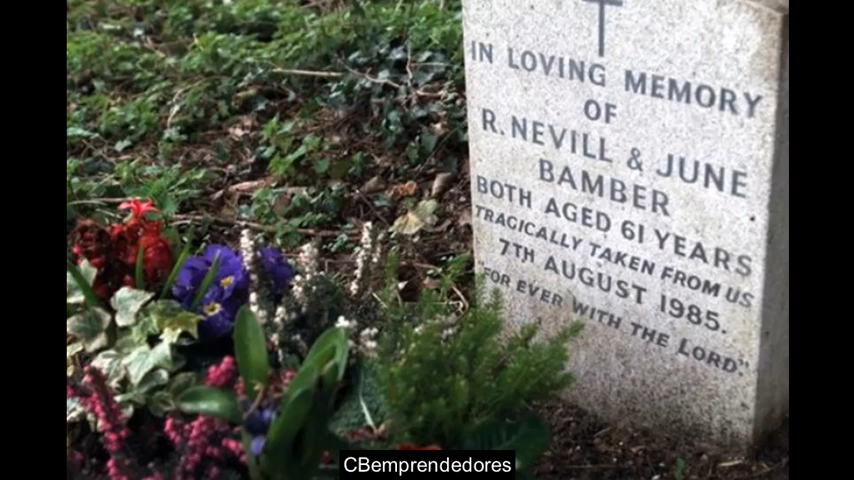 IN LOVING MEMORY
OF
R. NEVILL & JUNE
BAMBER
BOTH AGED 61 YEARS
TRAGICALLY TAKEN FROM US
7TH AUGUST 1985.
"FOR EVER WITH THE LORD."
CBemprendedores